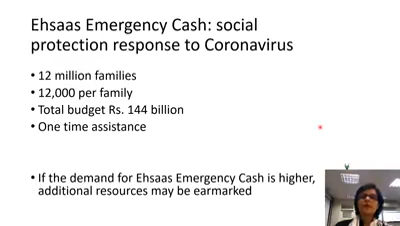 Ehsaas Emergency Cash: social
protection response to Coronavirus
• 12 million families
• 12,000 per family
• Total budget Rs. 144 billion
• One time assistance
• If the demand for Ehsaas Emergency Cash is higher,
additional resources may be earmarked